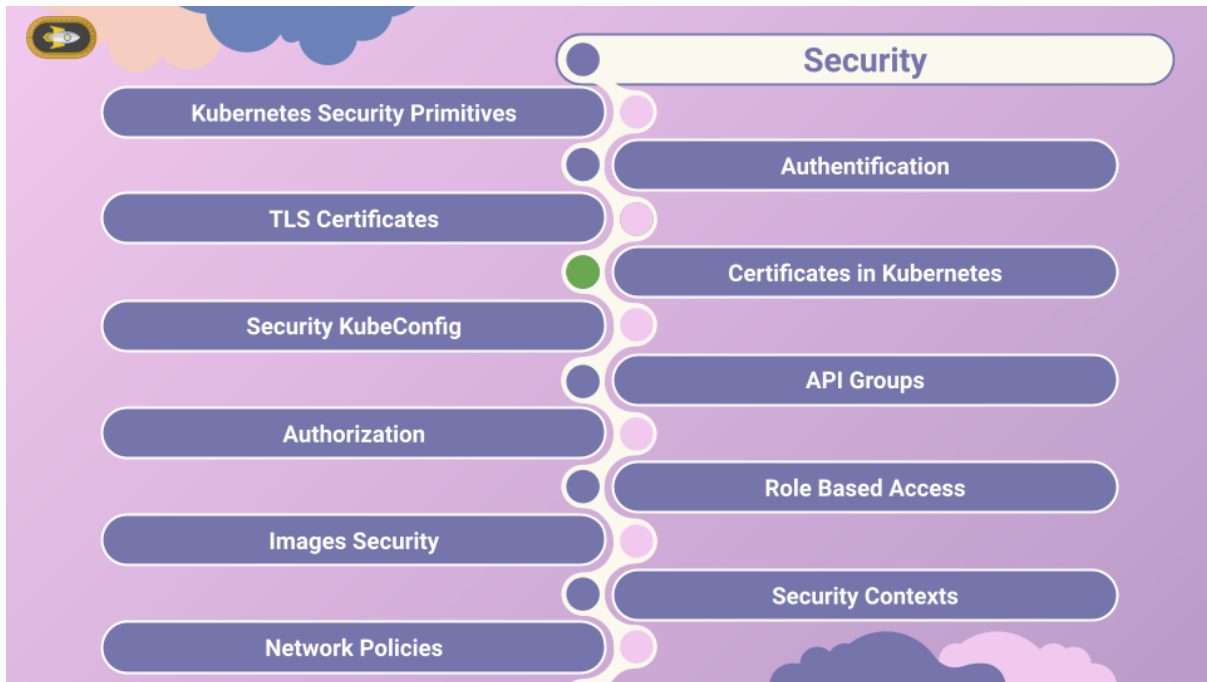 Security
Kubernetes Security Primitives
Authentification
TLS Certificates
Certificates in Kubernetes
Security KubeConfig
API Groups
Authorization
Role Based Access
Images Security
Security Contexts
Network Policies